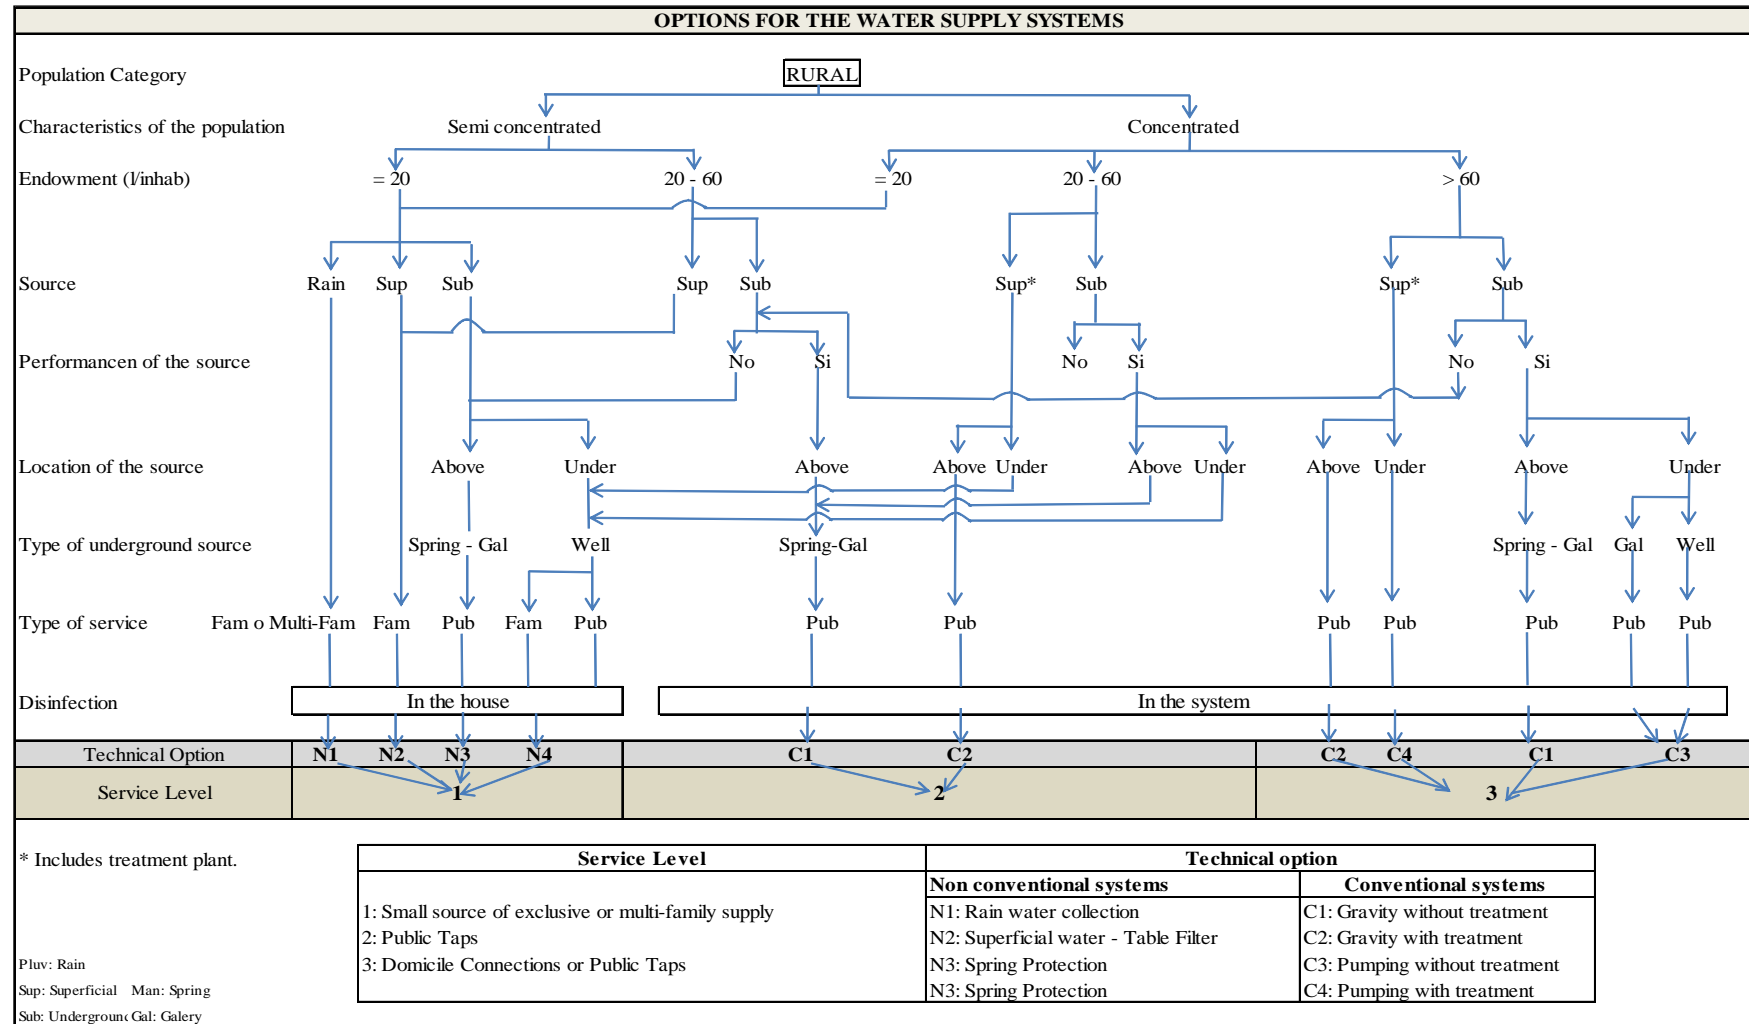 OPTIONS FOR THE WATER SUPPLY SYSTEMS
Population Category RURAL
Characteristics of the population Semi concentrated Concentrated
Endowment (l/inhab) = 20 20 - 60 = 20 20 - 60 > 60
Source Rain Sup Sub Sup Sub Sup* Sub Sup* Sub
Performancen of the source No Si No Si No Si
Location of the source Above Under Above Above Under Above Under Above Under Above Under
Type of underground source Spring - Gal Well Spring-Gal Spring - Gal Gal Well
Type of service Fam o Multi-Fam Fam Pub Fam Pub Pub Pub Pub Pub Pub Pub Pub
Disinfection In the house In the system
Technical Option N1 N2 N3 N4 C1 C2 C2 C4 C1 C3
Service Level 1 2 3
* Includes treatment plant.
Service Level Technical option
Non conventional systems Conventional systems
1: Small source of exclusive or multi-family supply N1: Rain water collection C1: Gravity without treatment
2: Public Taps N2: Superficial water - Table Filter C2: Gravity with treatment
3: Domicile Connections or Public Taps N3: Spring Protection C3: Pumping without treatment
N3: Spring Protection C4: Pumping with treatment
Pluv: Rain
Sup: Superficial Man: Spring
Sub: Undergroun Gal: Galery